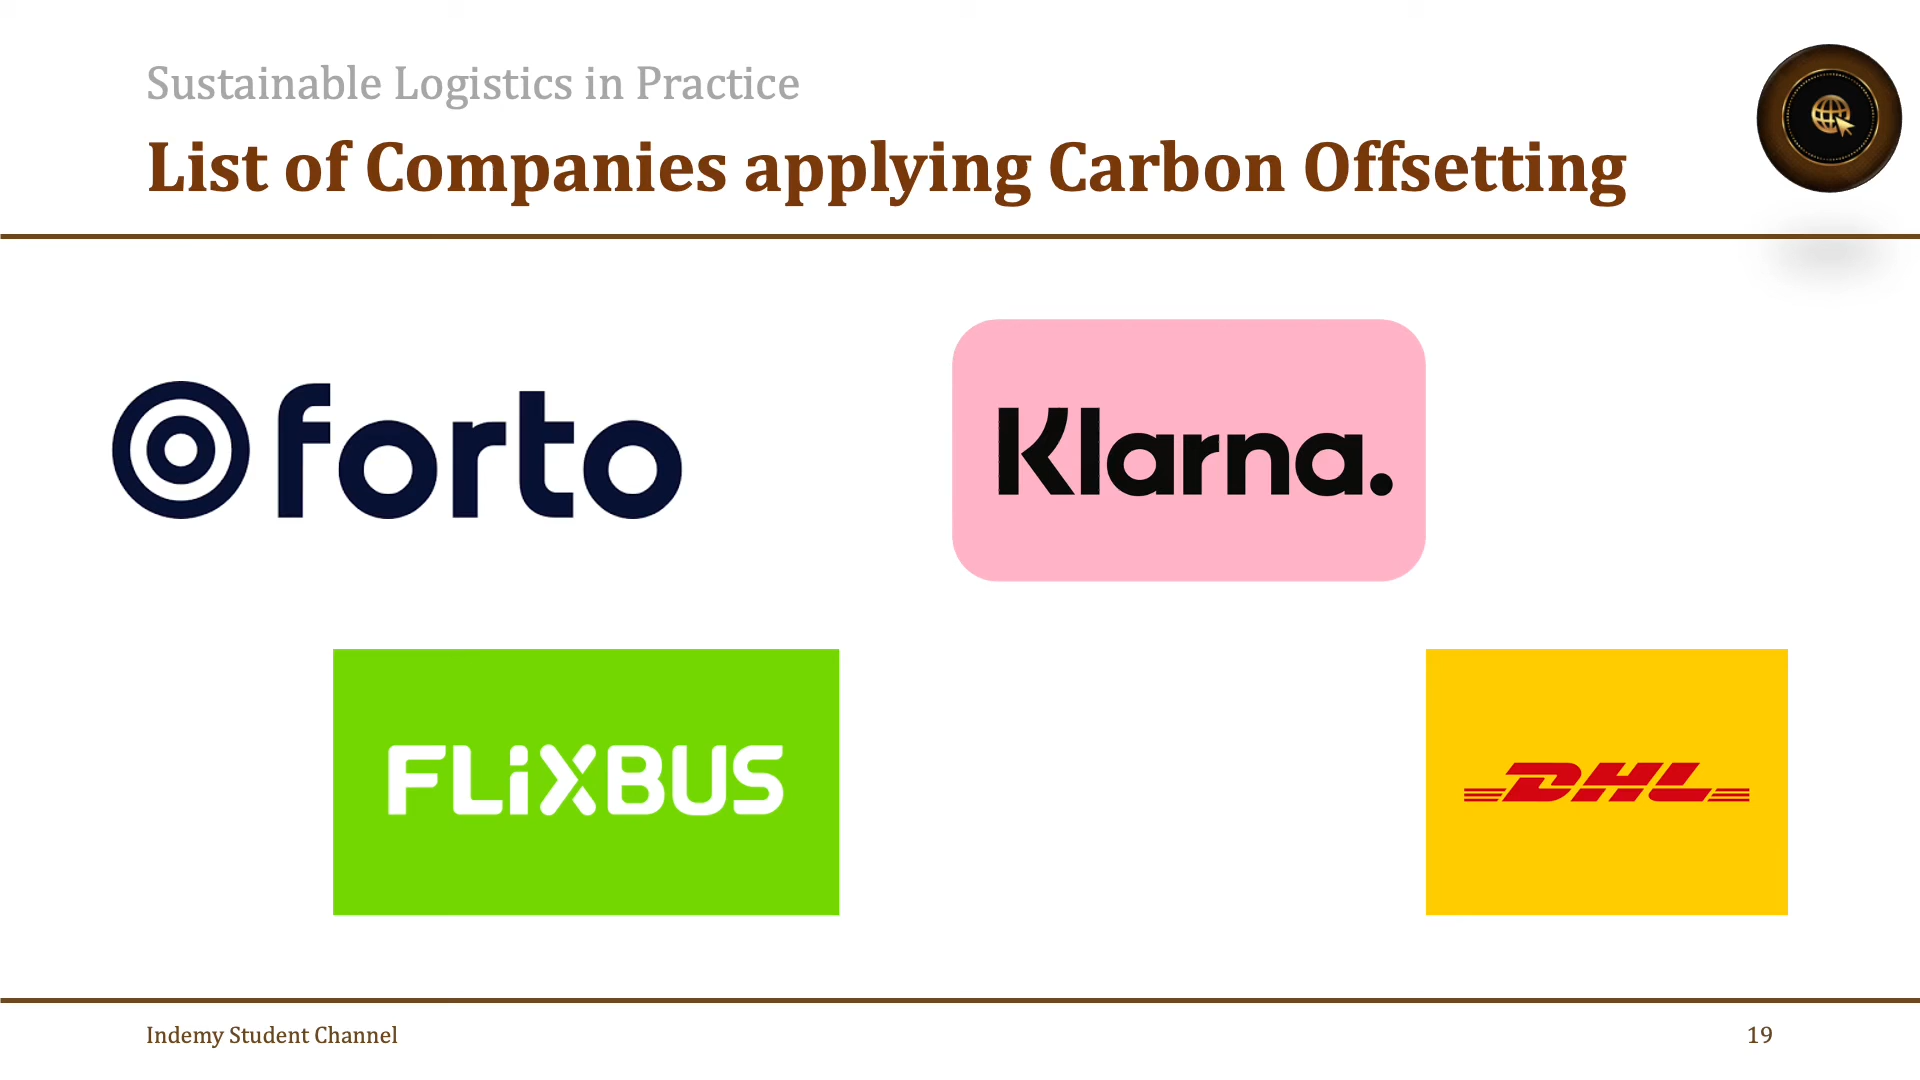 Sustainable Logistics in Practice
List of Companies applying Carbon Offsetting
forto
Klarna.
FLiXBUS
DHL
Indemy Student Channel
19